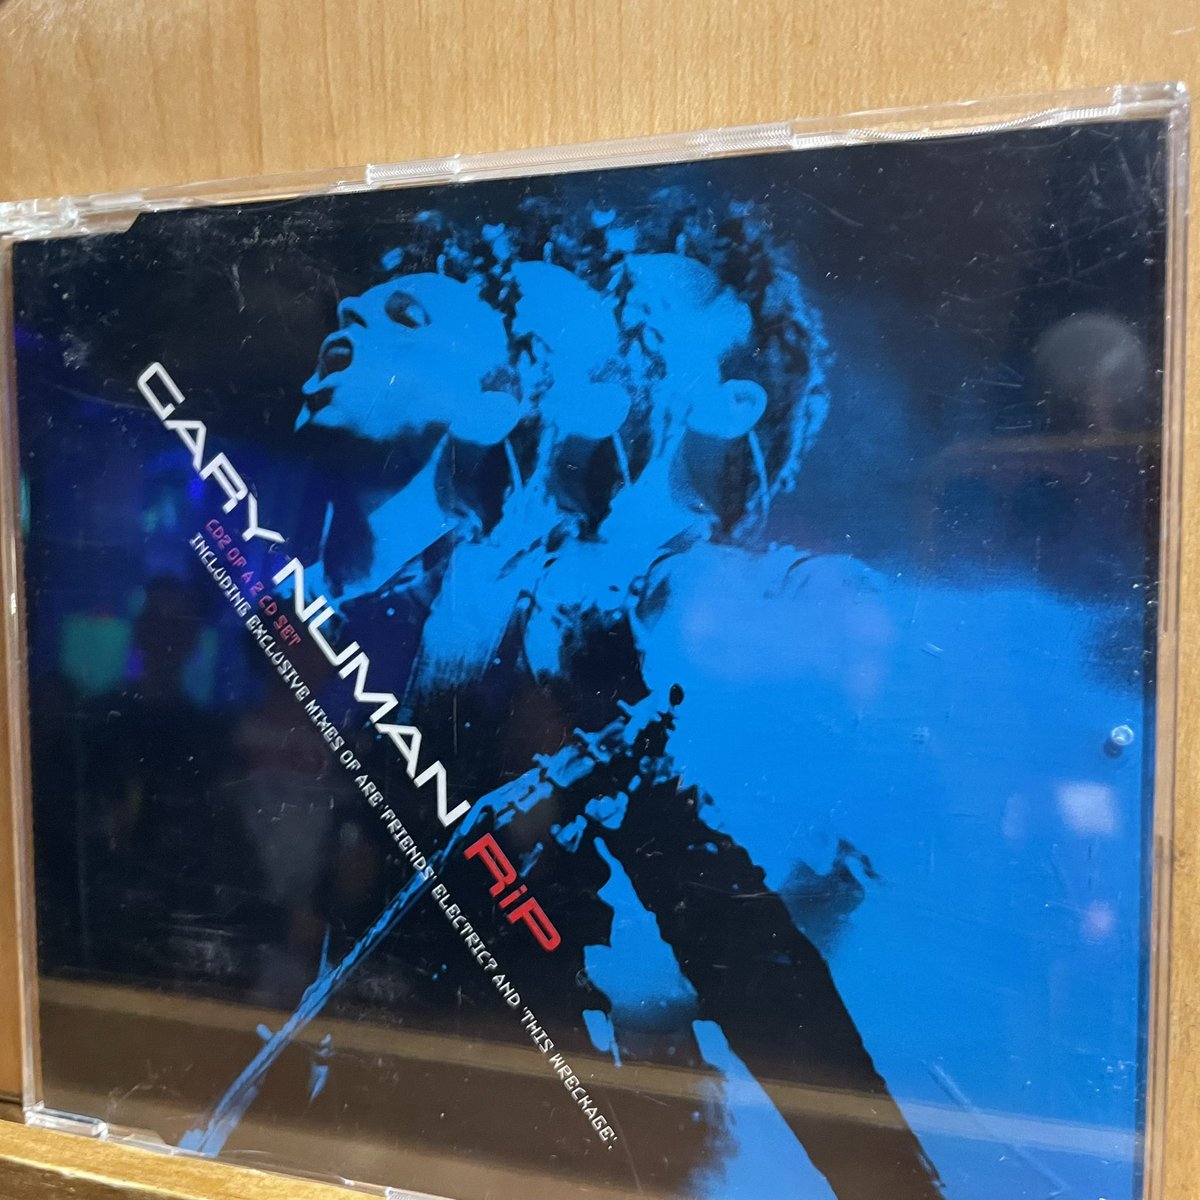 GARY NUMAN RiP
CD2 OF A 2 CD SET
INCLUDING EXCLUSIVE MIXES OF ARE 'FRIENDS' ELECTRIC? AND 'THIS WRECKAGE'.